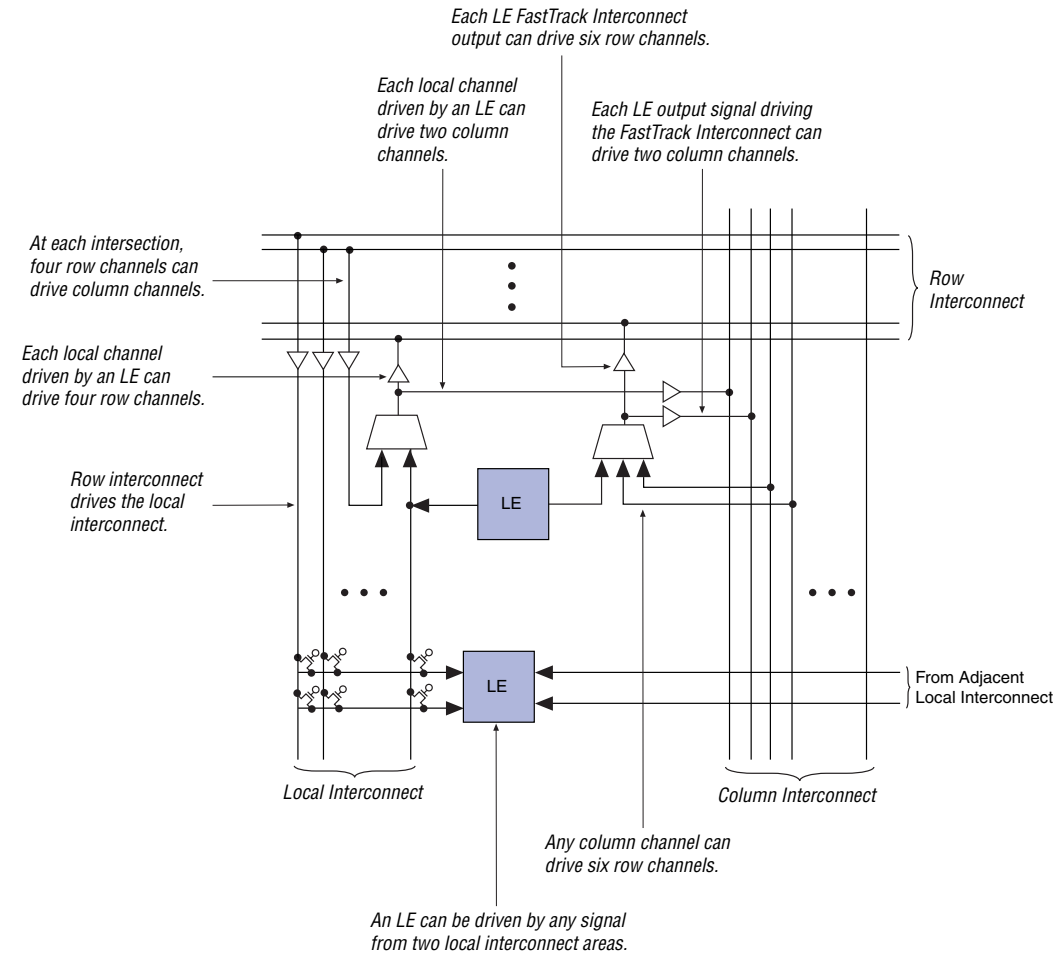 Each LE FastTrack Interconnect
output can drive six row channels.
Each local channel
driven by an LE can
drive two column
channels.
Each LE output signal driving
the FastTrack Interconnect can
drive two column channels.
At each intersection,
four row channels can
drive column channels.
Row
Interconnect
Each local channel
driven by an LE can
drive four row channels.
Row interconnect
drives the local
interconnect.
LE
LE
From Adjacent
Local Interconnect
Local Interconnect
Column Interconnect
Any column channel can
drive six row channels.
An LE can be driven by any signal
from two local interconnect areas.